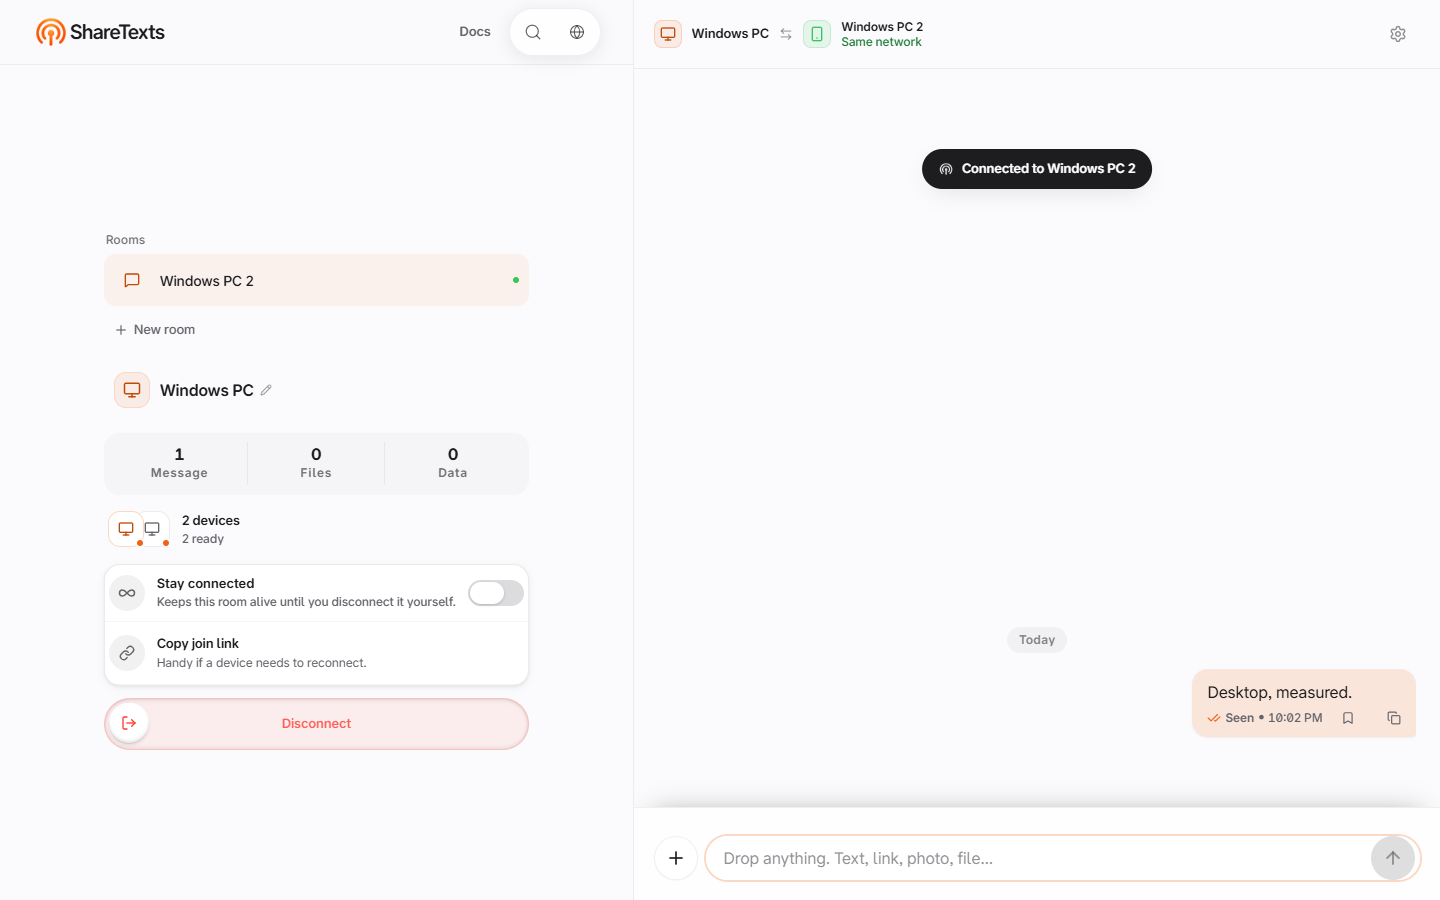 ShareTexts
Docs
Rooms
Windows PC 2
New room
Windows PC
1
Message
0
Files
0
Data
2 devices
2 ready
Stay connected
Keeps this room alive until you disconnect it yourself.
Copy join link
Handy if a device needs to reconnect.
Disconnect
Windows PC
Windows PC 2
Same network
Connected to Windows PC 2
Today
Desktop, measured.
Seen • 10:02 PM
Drop anything. Text, link, photo, file...